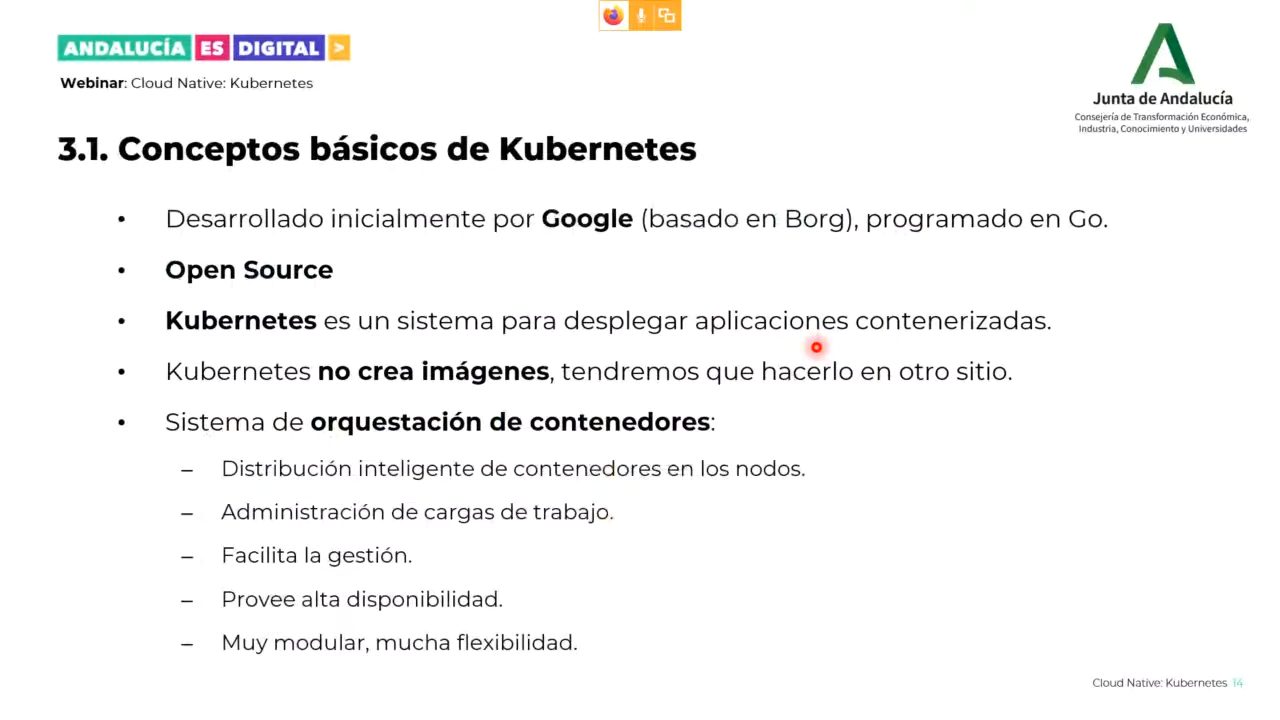 ANDALUCÍA ES DIGITAL >
Webinar: Cloud Native: Kubernetes
Junta de Andalucía
Consejería de Transformación Económica,
Industria, Conocimiento y Universidades
3.1. Conceptos básicos de Kubernetes
• Desarrollado inicialmente por Google (basado en Borg), programado en Go.
• Open Source
• Kubernetes es un sistema para desplegar aplicaciones contenerizadas.
• Kubernetes no crea imágenes, tendremos que hacerlo en otro sitio.
• Sistema de orquestación de contenedores:
– Distribución inteligente de contenedores en los nodos.
– Administración de cargas de trabajo.
– Facilita la gestión.
– Provee alta disponibilidad.
– Muy modular, mucha flexibilidad.
Cloud Native: Kubernetes 14